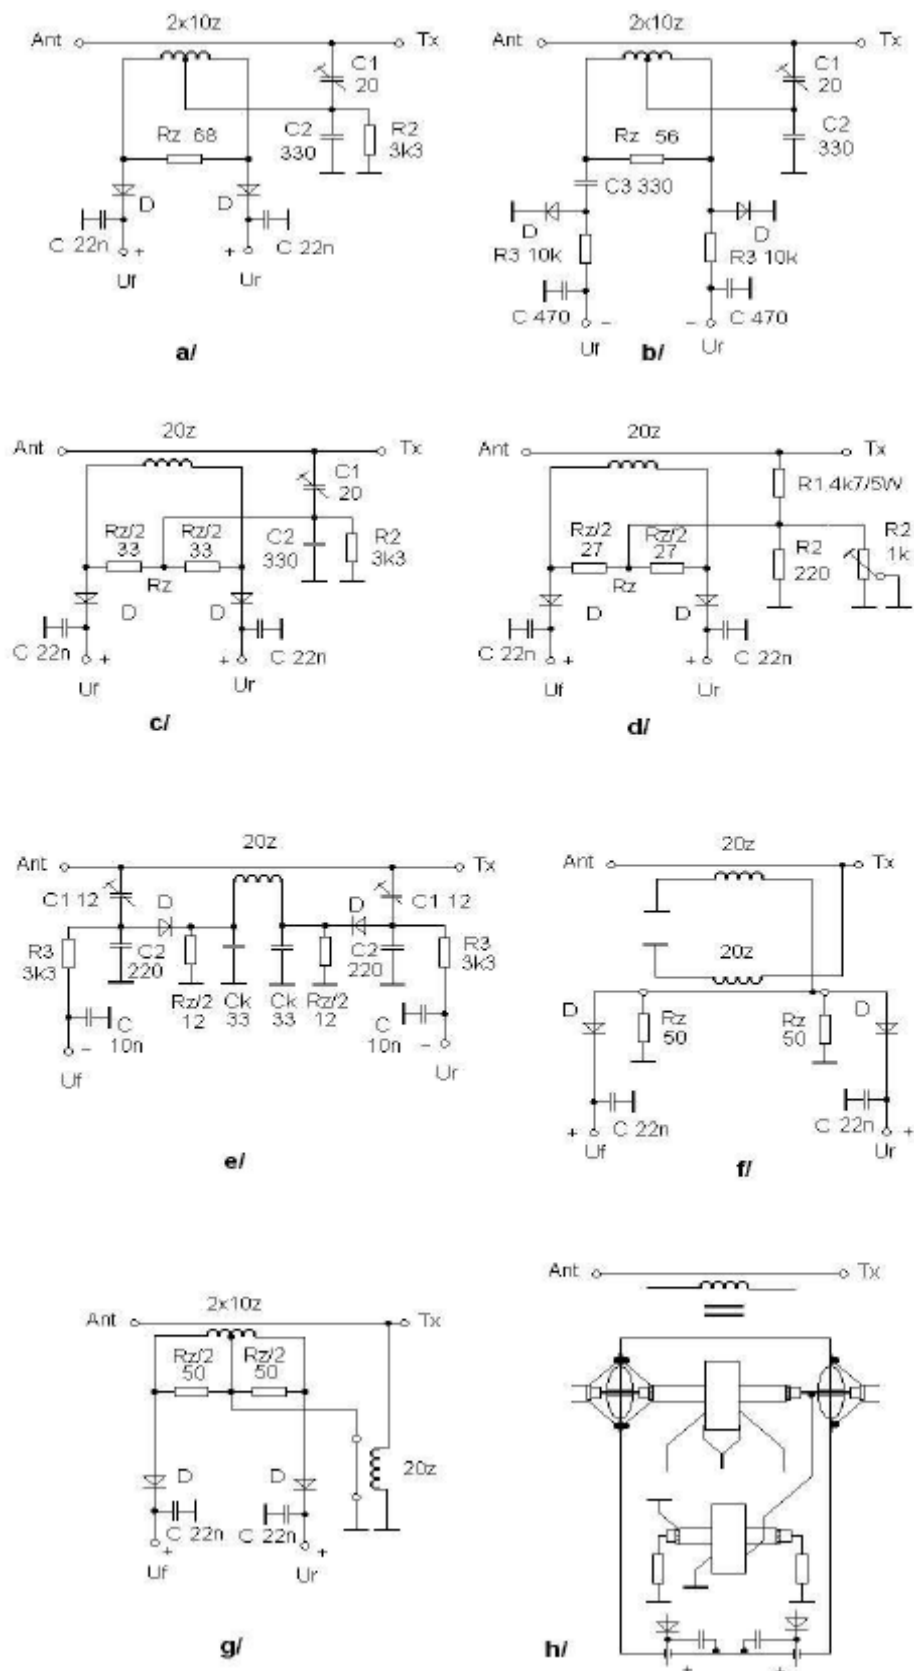 2x10z
Ant
Tx
C1
20
Rz 68
C2
330
R2
3k3
D
D
C 22n
C 22n
+
+
Uf
Ur
a/
2x10z
Ant
Tx
C1
20
Rz 56
C2
330
C3 330
D
D
R3 10k
R3 10k
C 470
C 470
–
–
Uf
Ur
b/
20z
Ant
Tx
C1
20
Rz/2
33
Rz/2
33
C2
330
R2
3k3
Rz
D
D
C 22n
C 22n
+
+
Uf
Ur
c/
20z
Ant
Tx
R1.4k7/5W
Rz/2
27
Rz/2
27
R2
220
R2
1k
Rz
D
D
C 22n
C 22n
+
+
Uf
Ur
d/
20z
Ant
Tx
C1 12
C1 12
D
D
R3
3k3
C2
220
Rz/2
12
Ck
33
Ck
33
Rz/2
12
C2
220
R3
3k3
C
10n
C
10n
–
–
Uf
Ur
e/
20z
Ant
Tx
20z
D
D
Rz
50
Rz
50
C 22n
C 22n
+
+
Uf
Ur
f/
2x10z
Ant
Tx
Rz/2
50
Rz/2
50
20z
D
D
C 22n
C 22n
+
+
Uf
Ur
g/
Ant
Tx
+
+
h/